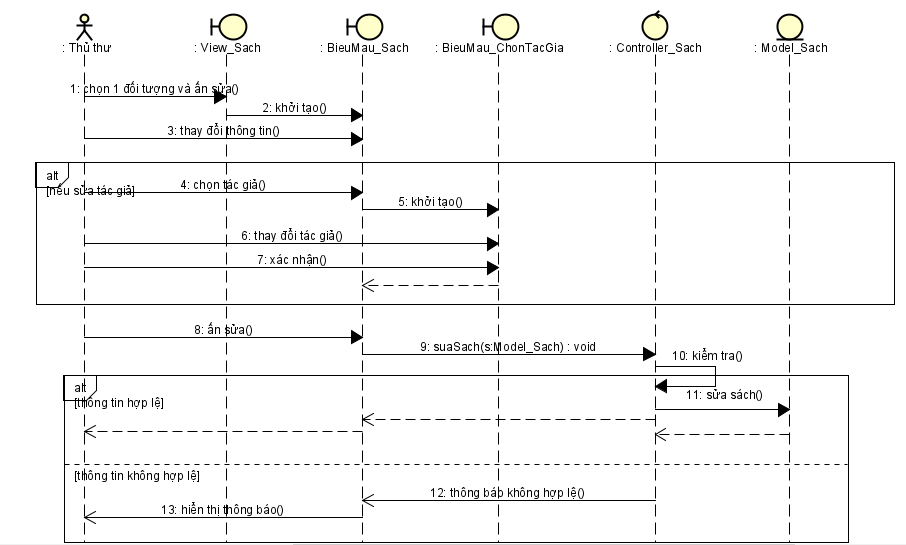 : Thủ thư
: View_Sach
: BieuMau_Sach
: BieuMau_ChonTacGia
: Controller_Sach
: Model_Sach
1: chọn 1 đối tượng và ấn sửa()
2: khởi tạo()
3: thay đổi thông tin()
alt
[nếu sửa tác giả]
4: chọn tác giả()
5: khởi tạo()
6: thay đổi tác giả()
7: xác nhận()
8: ấn sửa()
9: suaSach(s:Model_Sach) : void
10: kiểm tra()
alt
[thông tin hợp lệ]
11: sửa sách()
[thông tin không hợp lệ]
12: thông báo không hợp lệ()
13: hiển thị thông báo()